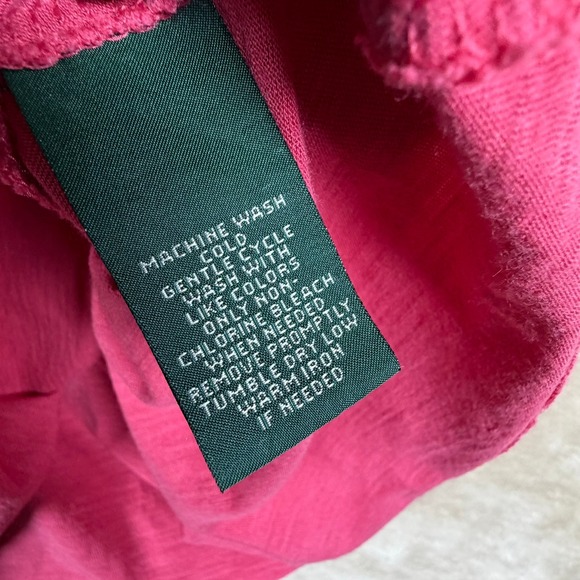 MACHINE WASH
COLD
GENTLE CYCLE
WASH WITH
LIKE COLORS
ONLY NON-
CHLORINE BLEACH
WHEN NEEDED
REMOVE PROMPTLY
TUMBLE DRY LOW
WARM IRON
IF NEEDED